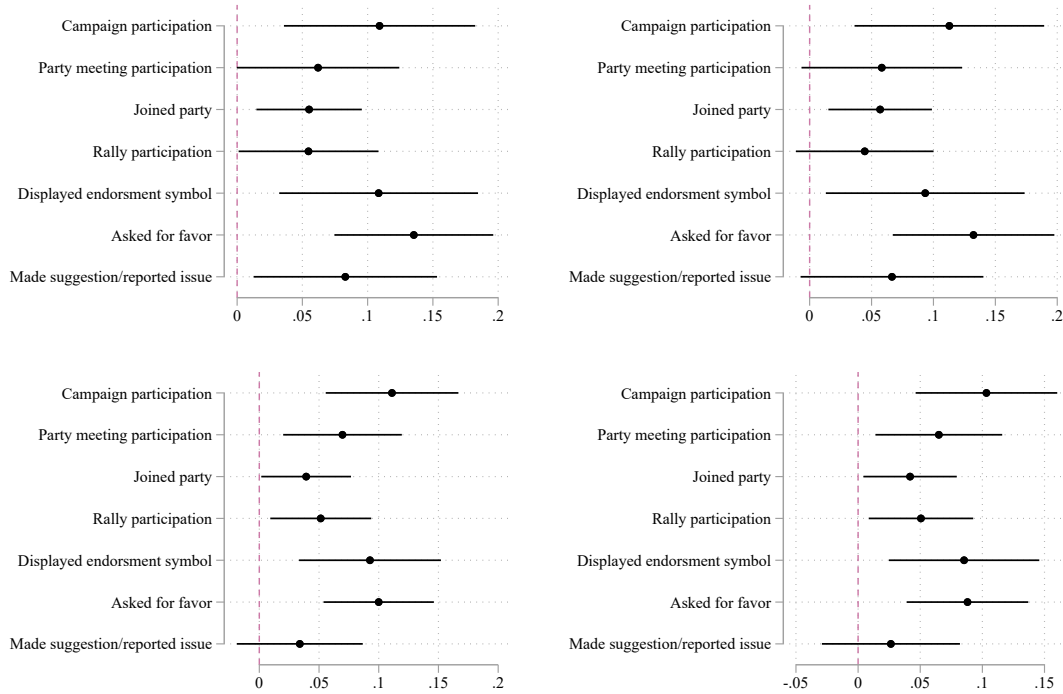 Campaign participation
Party meeting participation
Joined party
Rally participation
Displayed endorsment symbol
Asked for favor
Made suggestion/reported issue
0 .05 .1 .15 .2
Campaign participation
Party meeting participation
Joined party
Rally participation
Displayed endorsment symbol
Asked for favor
Made suggestion/reported issue
0 .05 .1 .15 .2
Campaign participation
Party meeting participation
Joined party
Rally participation
Displayed endorsment symbol
Asked for favor
Made suggestion/reported issue
0 .05 .1 .15 .2
Campaign participation
Party meeting participation
Joined party
Rally participation
Displayed endorsment symbol
Asked for favor
Made suggestion/reported issue
-.05 0 .05 .1 .15